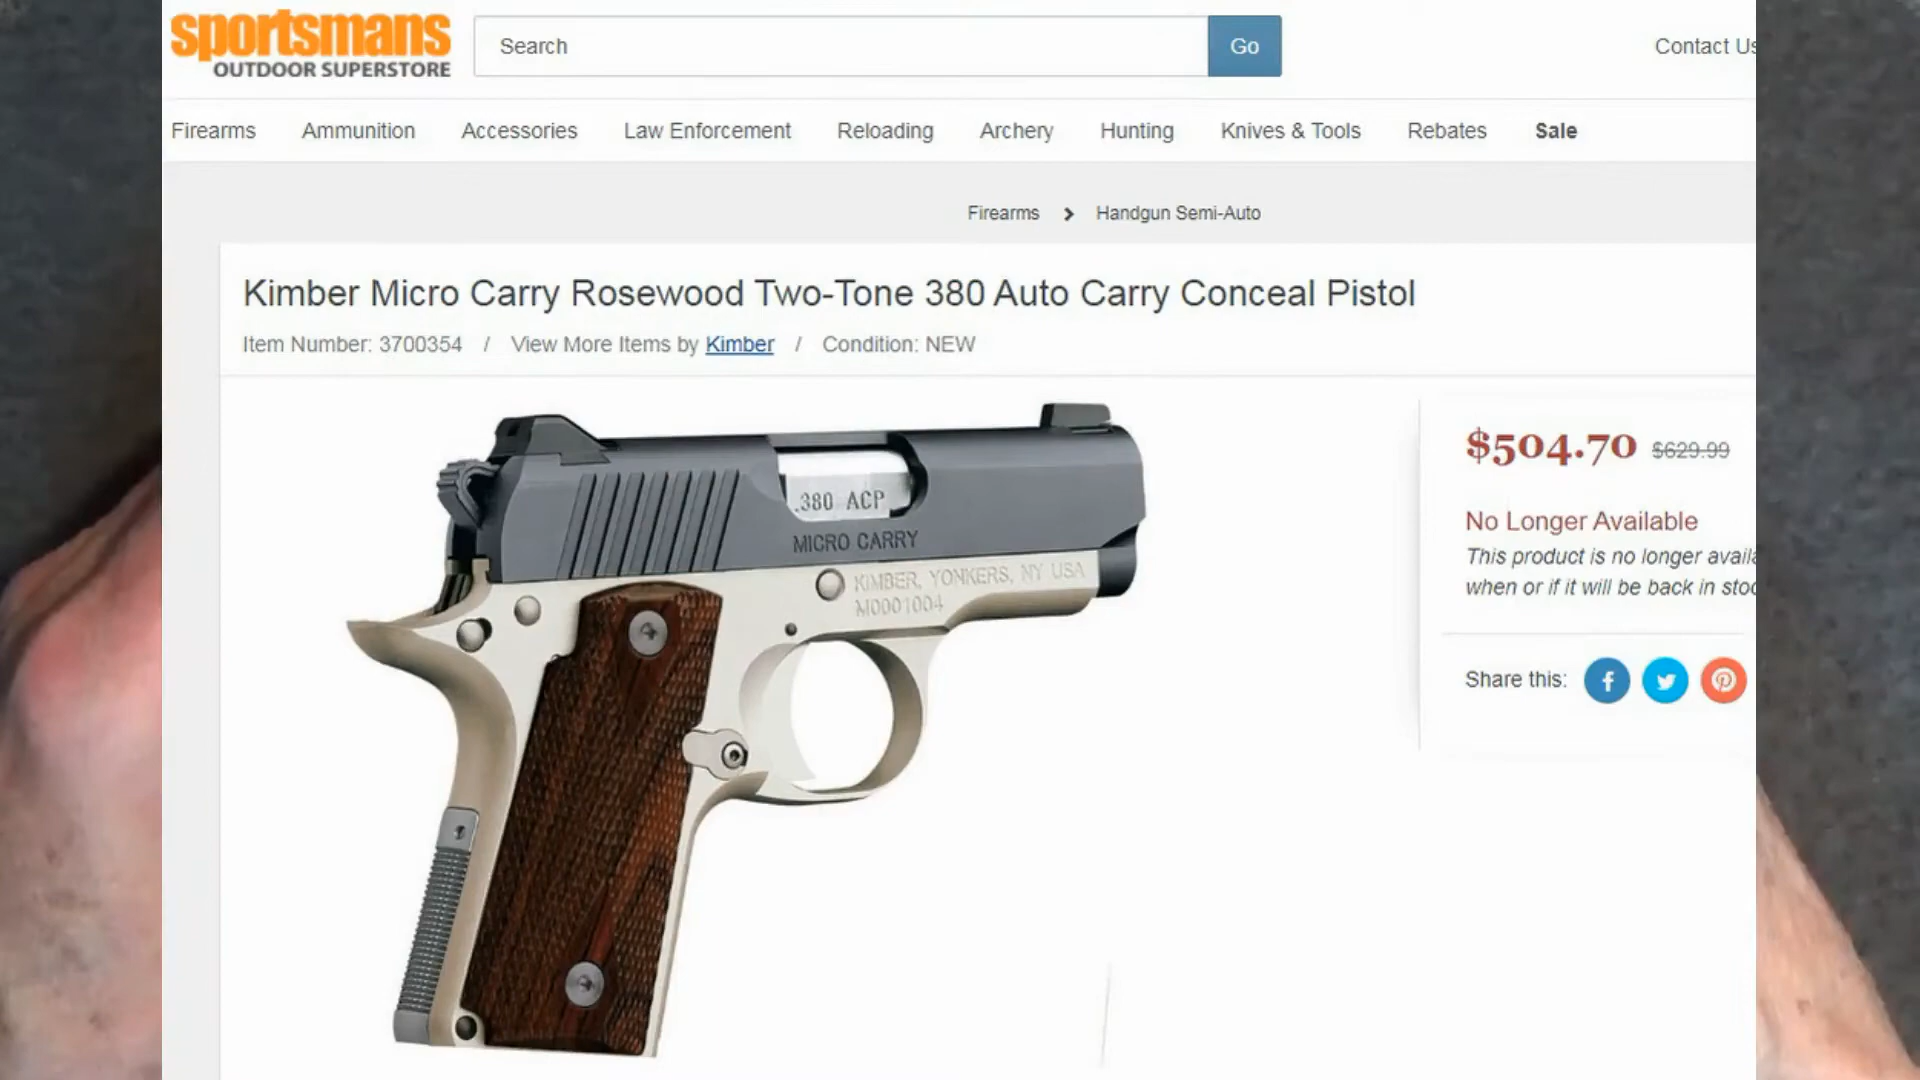 sportsmans
OUTDOOR SUPERSTORE
Search
Go
Contact Us
Firearms
Ammunition
Accessories
Law Enforcement
Reloading
Archery
Hunting
Knives & Tools
Rebates
Sale
Firearms > Handgun Semi-Auto
Kimber Micro Carry Rosewood Two-Tone 380 Auto Carry Conceal Pistol
Item Number: 3700354 / View More Items by Kimber / Condition: NEW
.380 ACP
MICRO CARRY
KIMBER, YONKERS, NY USA
M0001004
$504.70 $629.99
No Longer Available
This product is no longer
when or if it will be back in
Share this: